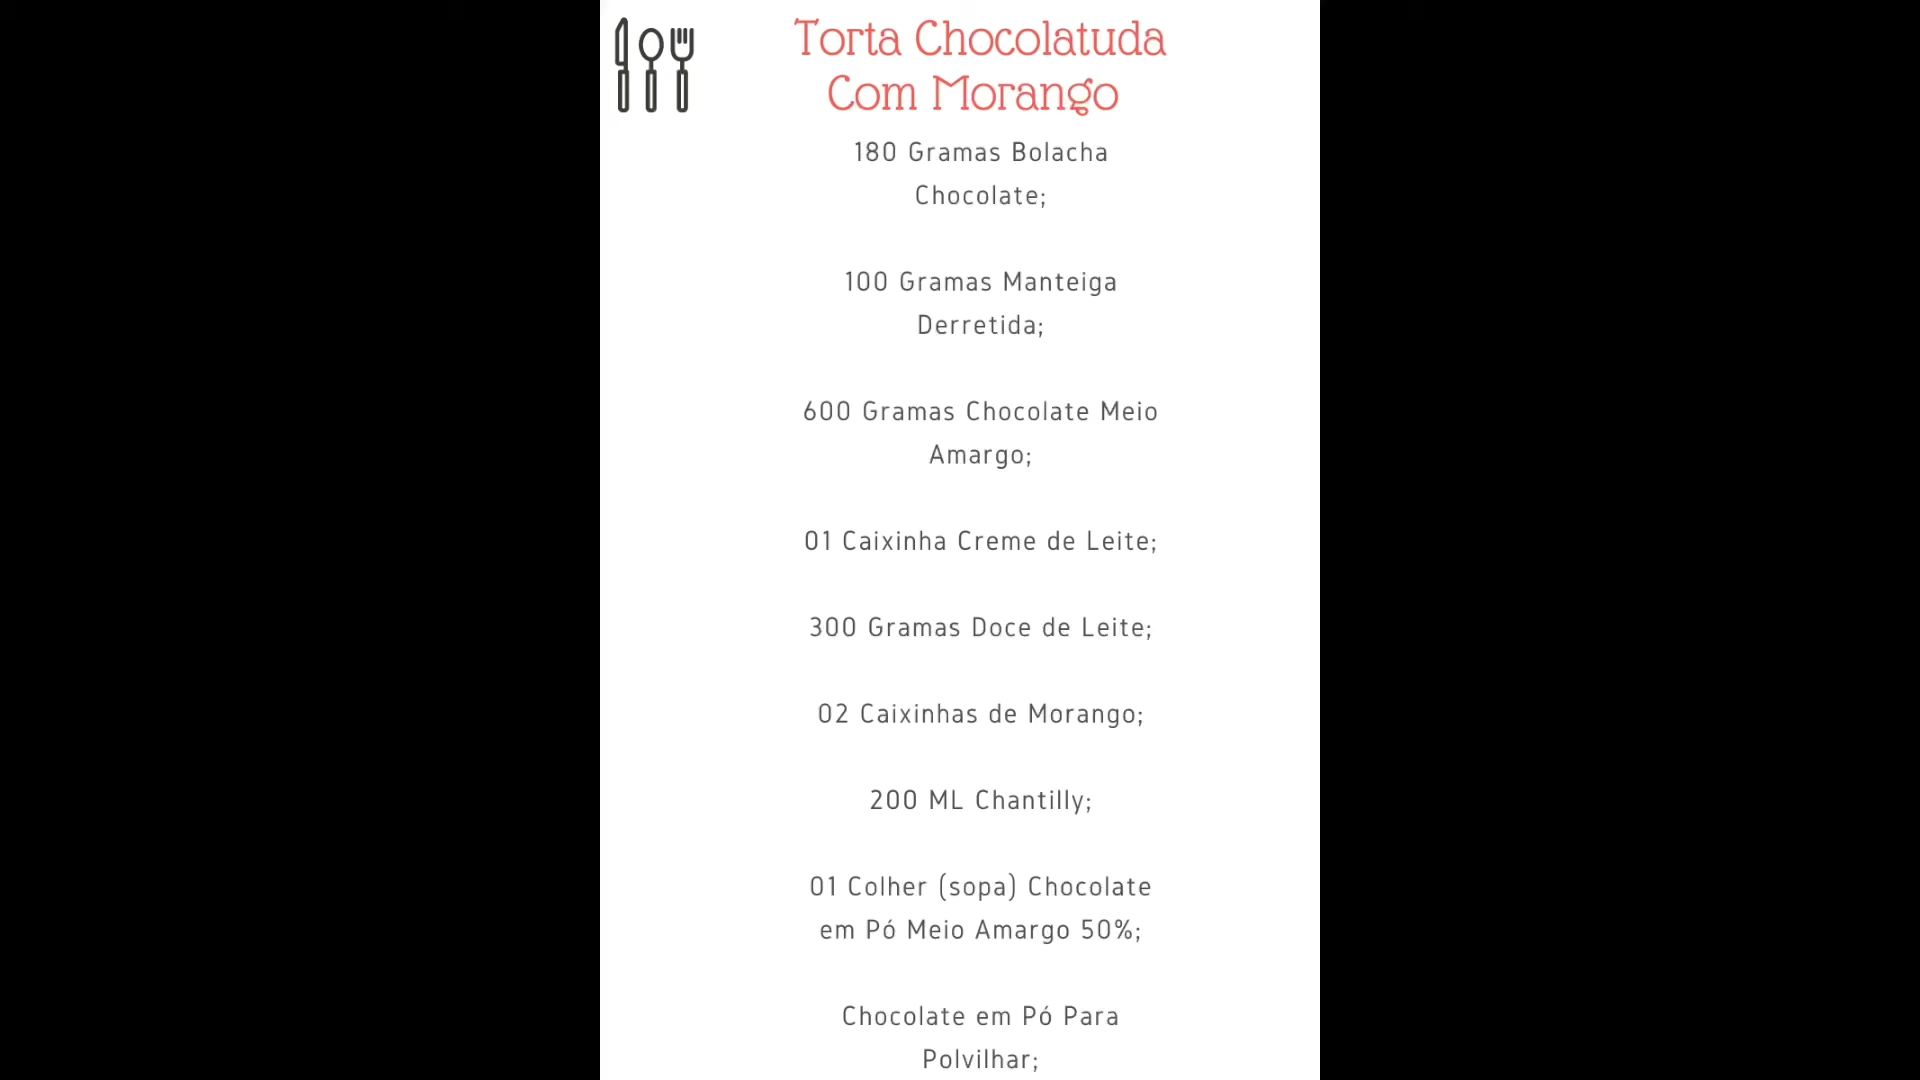 Torta Chocolatuda
Com Morango
180 Gramas Bolacha
Chocolate;
100 Gramas Manteiga
Derretida;
600 Gramas Chocolate Meio
Amargo;
01 Caixinha Creme de Leite;
300 Gramas Doce de Leite;
02 Caixinhas de Morango;
200 ML Chantilly;
01 Colher (sopa) Chocolate
em Pó Meio Amargo 50%;
Chocolate em Pó Para
Polvilhar;